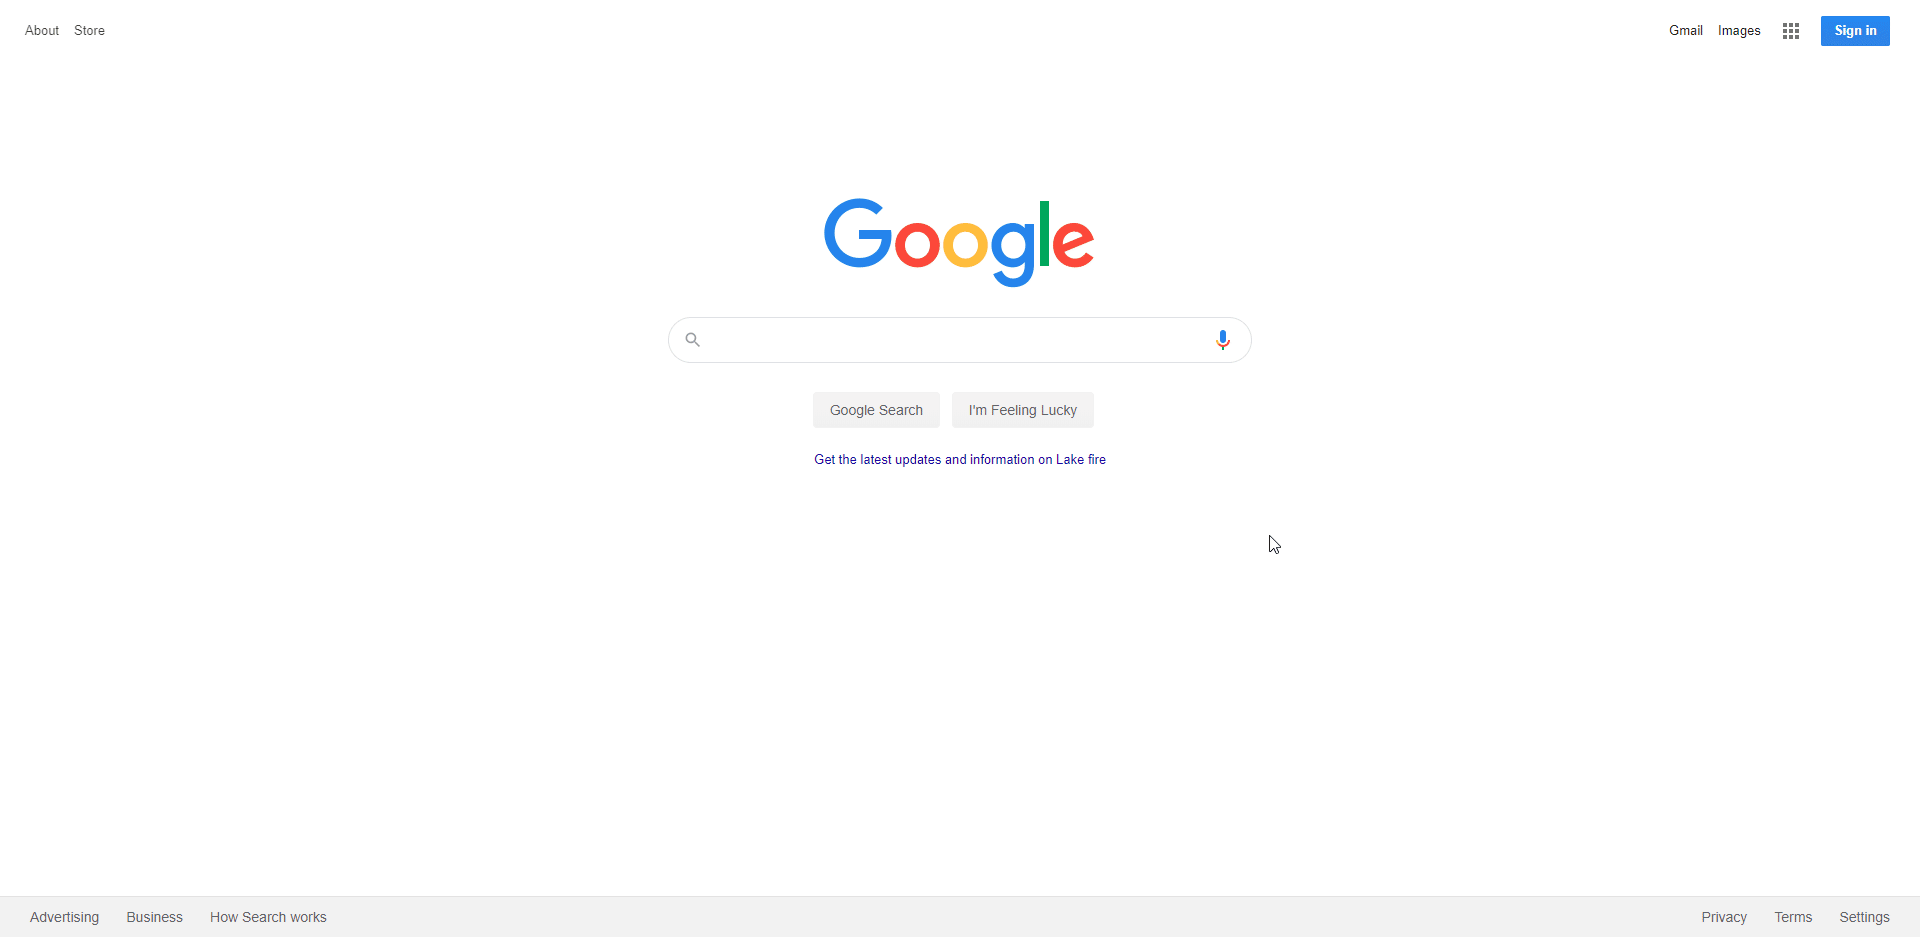 About Store Gmail Images Sign in
Google
Google Search I'm Feeling Lucky
Get the latest updates and information on Lake fire
Advertising Business How Search works Privacy Terms Settings